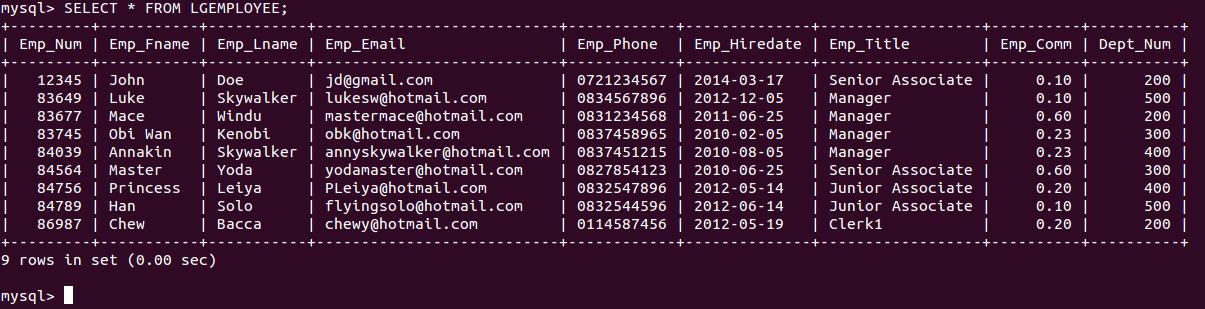 mysql> SELECT * FROM LGEMPLOYEE;
+---------+-----------+-----------+--------------------------+------------+--------------+------------------+----------+----------+
| Emp_Num | Emp_Fname | Emp_Lname | Emp_Email                | Emp_Phone  | Emp_Hiredate | Emp_Title        | Emp_Comm | Dept_Num |
+---------+-----------+-----------+--------------------------+------------+--------------+------------------+----------+----------+
|   12345 | John      | Doe       | jd@gmail.com             | 0721234567 | 2014-03-17   | Senior Associate |     0.10 |      200 |
|   83649 | Luke      | Skywalker | lukesw@hotmail.com       | 0834567896 | 2012-12-05   | Manager          |     0.10 |      500 |
|   83677 | Mace      | Windu     | mastermace@hotmail.com   | 0831234568 | 2011-06-25   | Manager          |     0.60 |      200 |
|   83745 | Obi Wan   | Kenobi    | obk@hotmail.com          | 0837458965 | 2010-02-05   | Manager          |     0.23 |      300 |
|   84039 | Annakin   | Skywalker | annyskywalker@hotmail.com | 0837451215 | 2010-08-05   | Manager          |     0.23 |      400 |
|   84564 | Master    | Yoda      | yodamaster@hotmail.com   | 0827854123 | 2010-06-25   | Senior Associate |     0.60 |      300 |
|   84756 | Princess  | Leiya     | PLeiya@hotmail.com       | 0832547896 | 2012-05-14   | Junior Associate |     0.20 |      400 |
|   84789 | Han       | Solo      | flyingsolo@hotmail.com   | 0832544596 | 2012-06-14   | Junior Associate |     0.10 |      500 |
|   86987 | Chew      | Bacca     | chewy@hotmail.com        | 0114587456 | 2012-05-19   | Clerk1           |     0.20 |      200 |
+---------+-----------+-----------+--------------------------+------------+--------------+------------------+----------+----------+
9 rows in set (0.00 sec)
mysql>